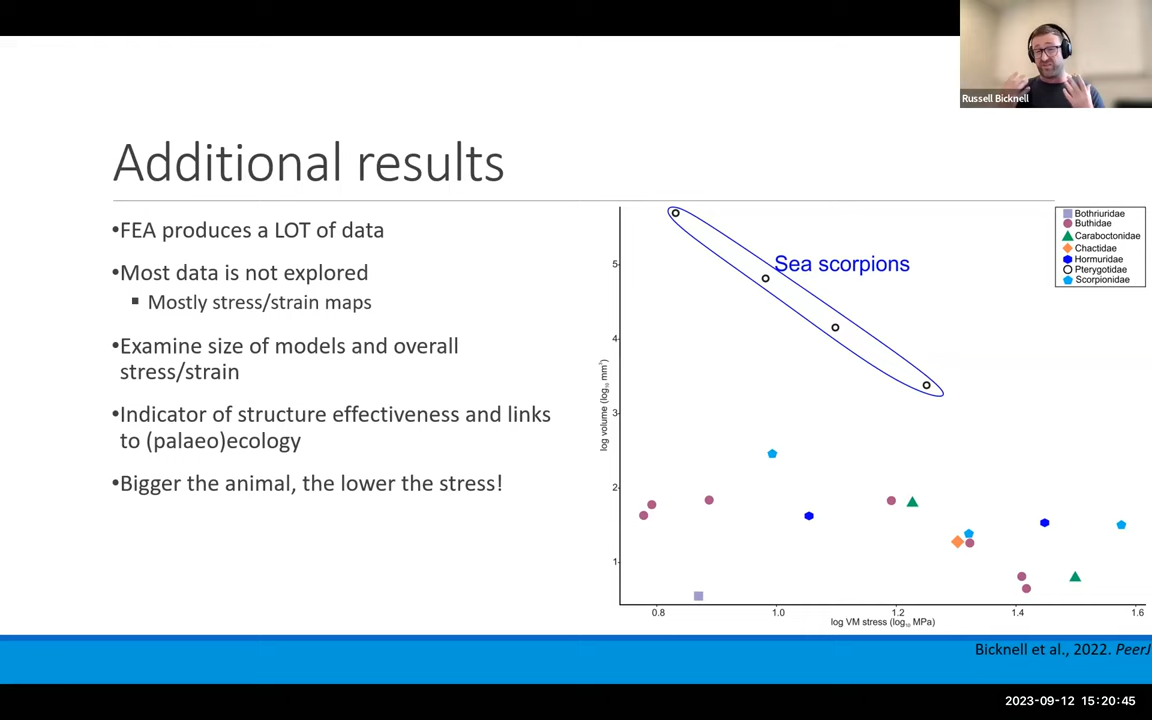 Russell Bicknell
Additional results
•FEA produces a LOT of data
•Most data is not explored
▪ Mostly stress/strain maps
•Examine size of models and overall
stress/strain
•Indicator of structure effectiveness and links
to (palaeo)ecology
•Bigger the animal, the lower the stress!
Sea scorpions
Bothriuridae
Buthidae
Caraboctonidae
Chactidae
Hormuridae
Pterygotidae
Scorpionidae
log volume (log₁₀ mm³)
5
4
3
2
1
0.8 1.0 1.2 1.4 1.6
log VM stress (log₁₀ MPa)
Bicknell et al., 2022. PeerJ
2023-09-12 15:20:45